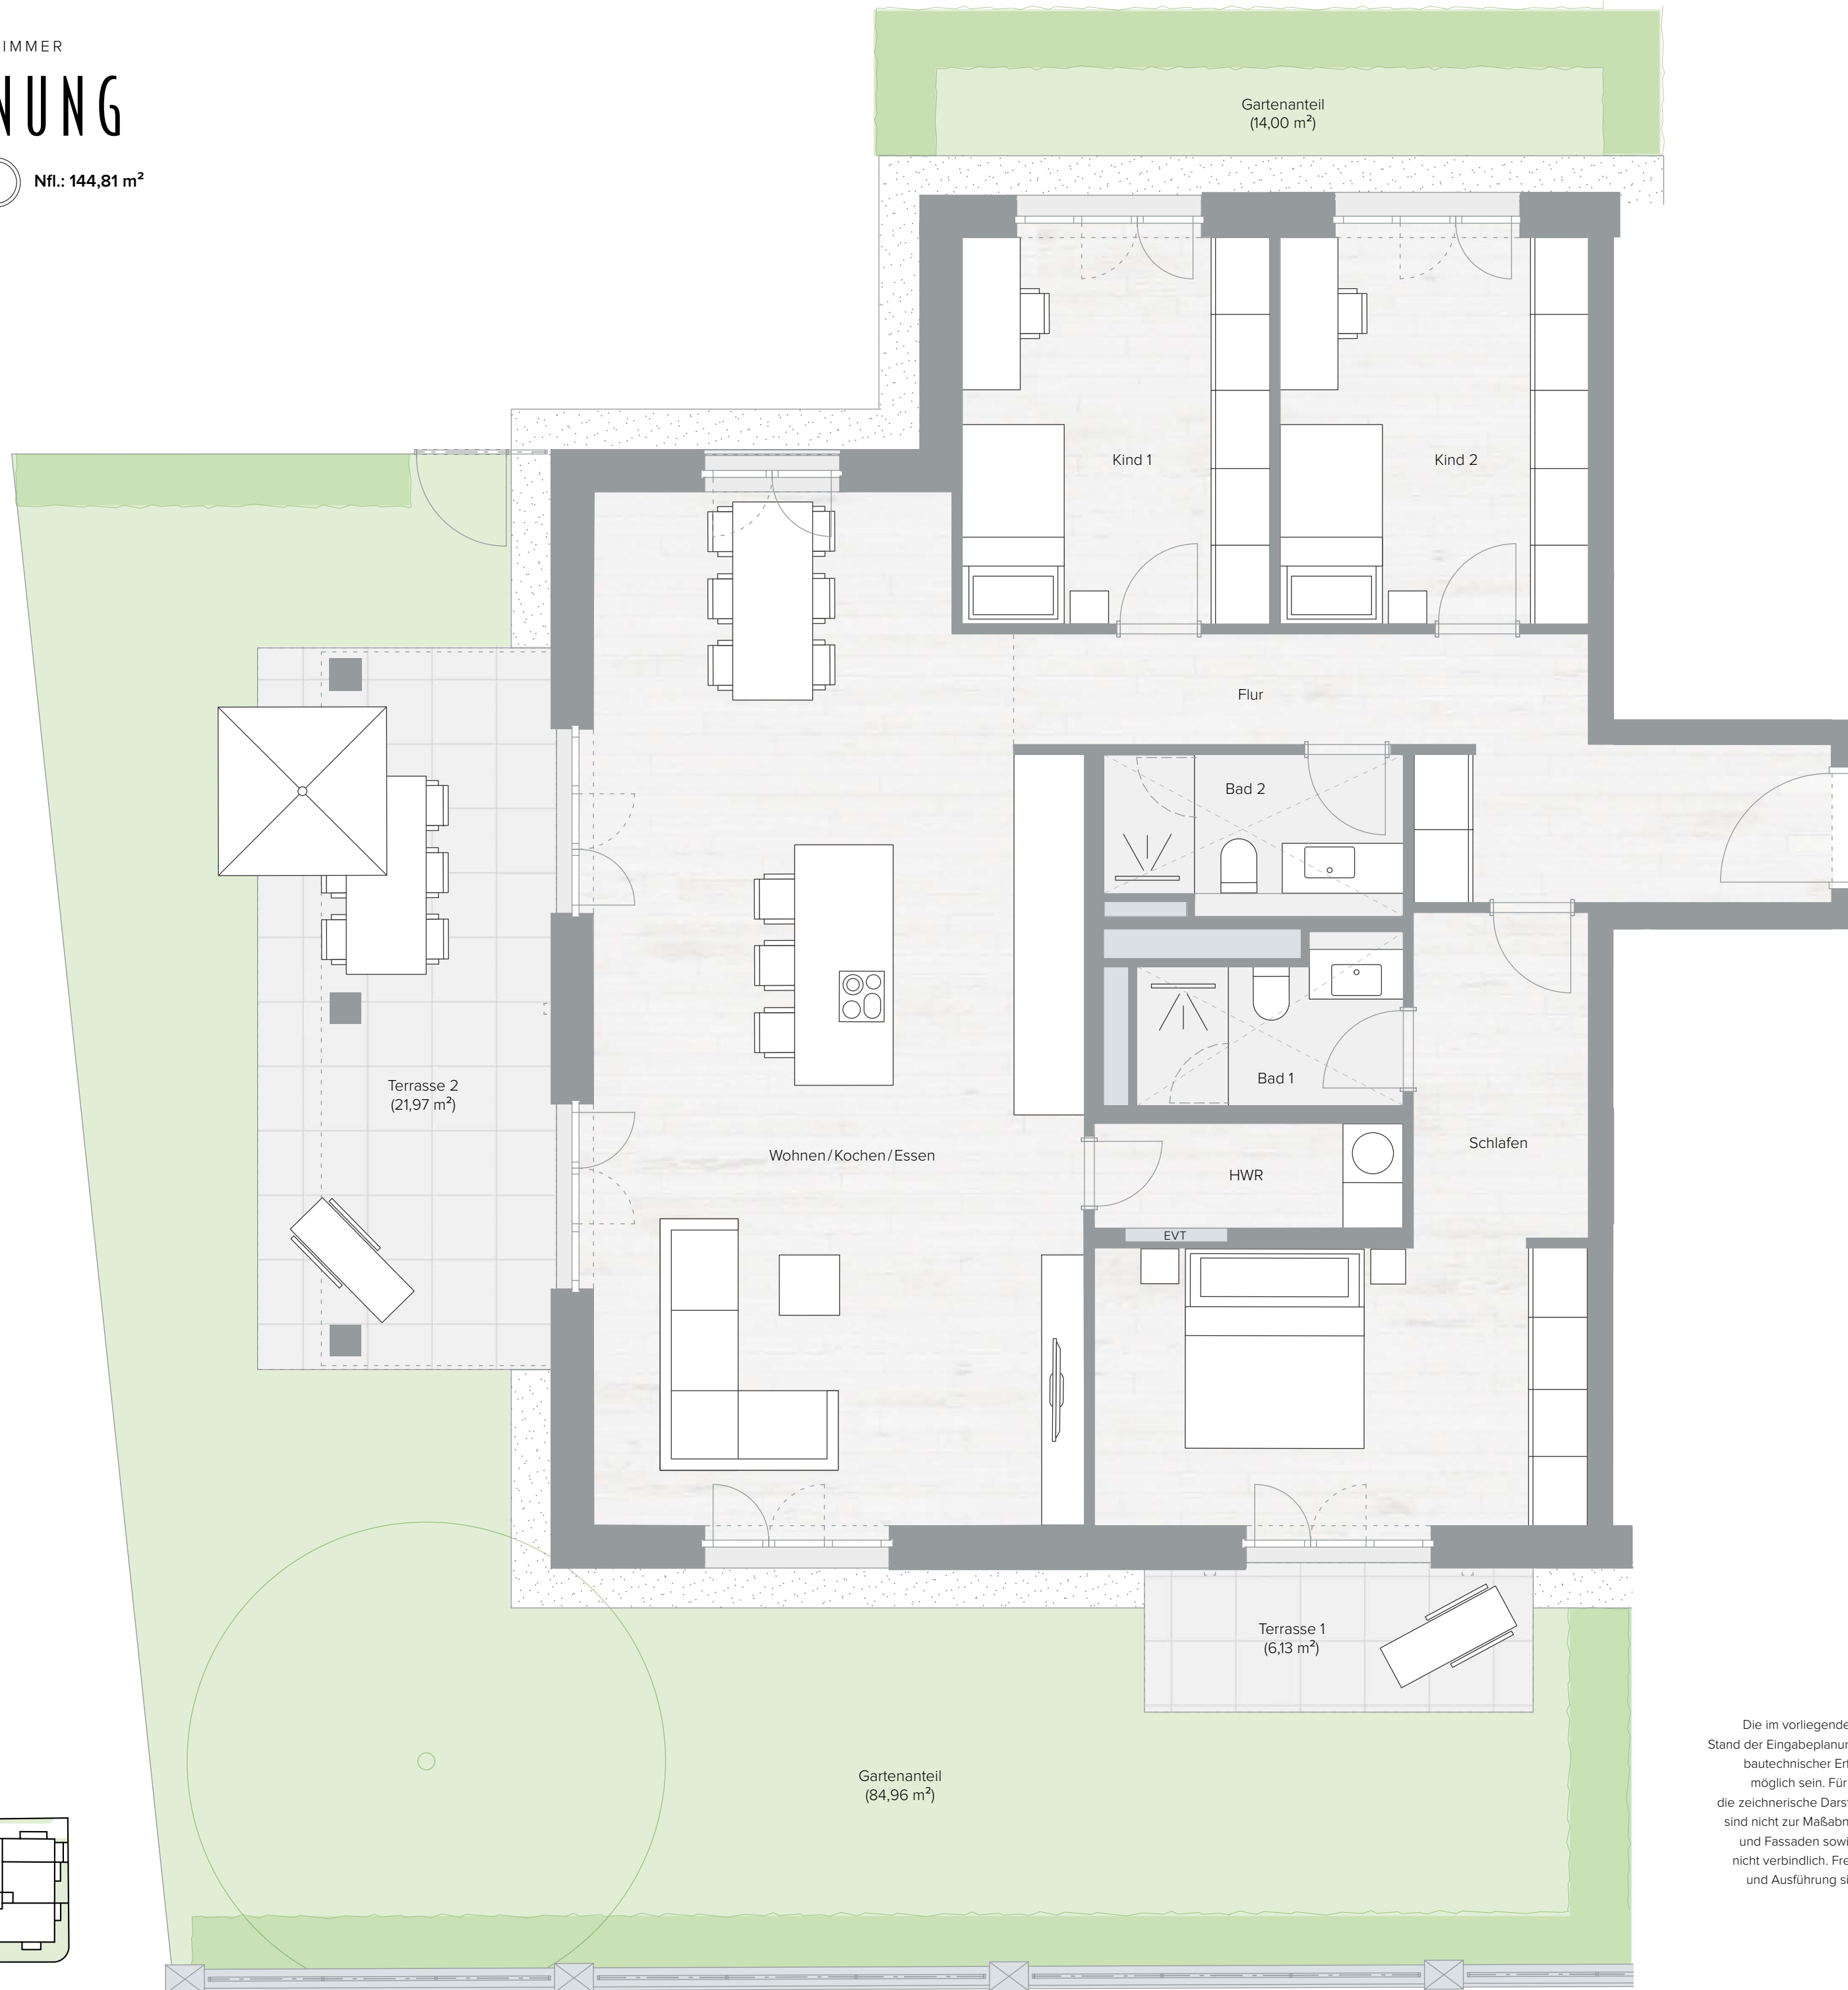 IMMER
NUNG
Nfl.: 144,81 m²
Gartenanteil
(14,00 m²)
Kind 1
Kind 2
Flur
Bad 2
Terrasse 2
(21,97 m²)
Bad 1
Wohnen/Kochen/Essen
HWR
Schlafen
EVT
Terrasse 1
(6,13 m²)
Gartenanteil
(84,96 m²)
Die im vorliegende
Stand der Eingabeplanun
bautechnischer Er
möglich sein. Für
die zeichnerische Dars
sind nicht zur Maßabn
und Fassaden sowi
nicht verbindlich. Fre
und Ausführung si